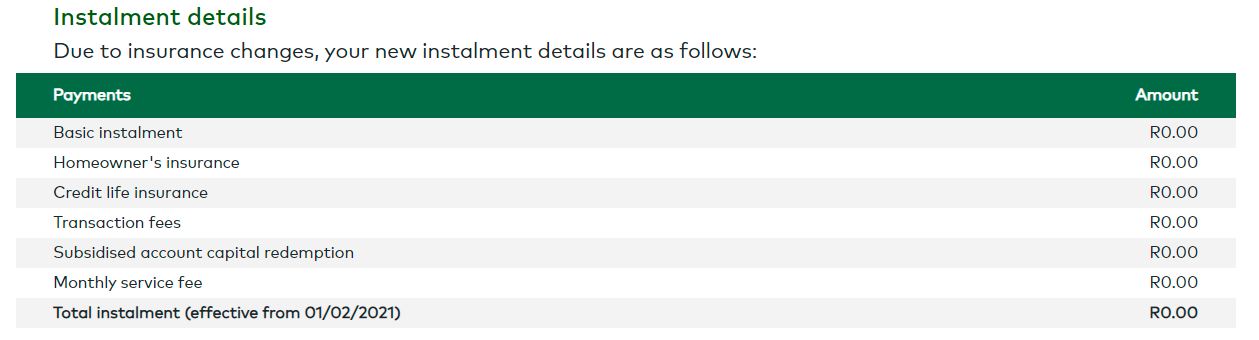 Instalment details
Due to insurance changes, your new instalment details are as follows:
Payments Amount
Basic instalment R0.00
Homeowner's insurance R0.00
Credit life insurance R0.00
Transaction fees R0.00
Subsidised account capital redemption R0.00
Monthly service fee R0.00
Total instalment (effective from 01/02/2021) R0.00